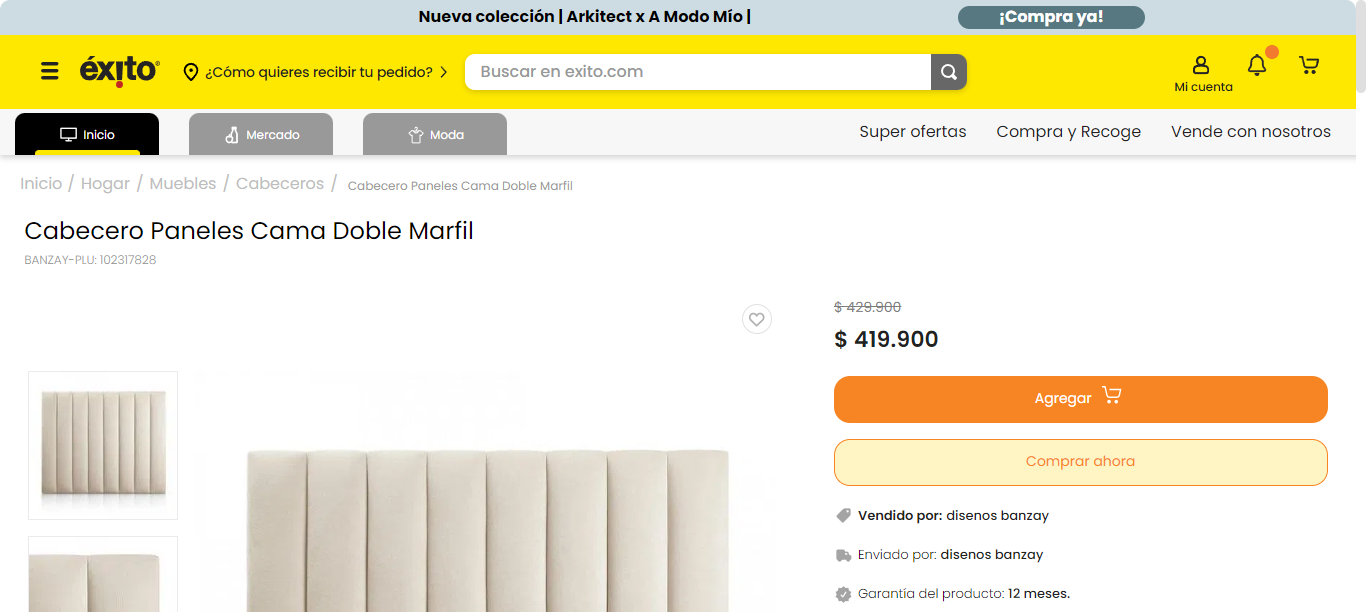 Nueva colección | Arkitect x A Modo Mío |
¡Compra ya!
éxito
¿Cómo quieres recibir tu pedido?
Buscar en exito.com
Mi cuenta
Inicio
Mercado
Moda
Super ofertas
Compra y Recoge
Vende con nosotros
Inicio / Hogar / Muebles / Cabeceros / Cabecero Paneles Cama Doble Marfil
Cabecero Paneles Cama Doble Marfil
BANZAY-PLU: 102317828
$ 429.900
$ 419.900
Agregar
Comprar ahora
Vendido por: disenos banzay
Enviado por: disenos banzay
Garantía del producto: 12 meses.